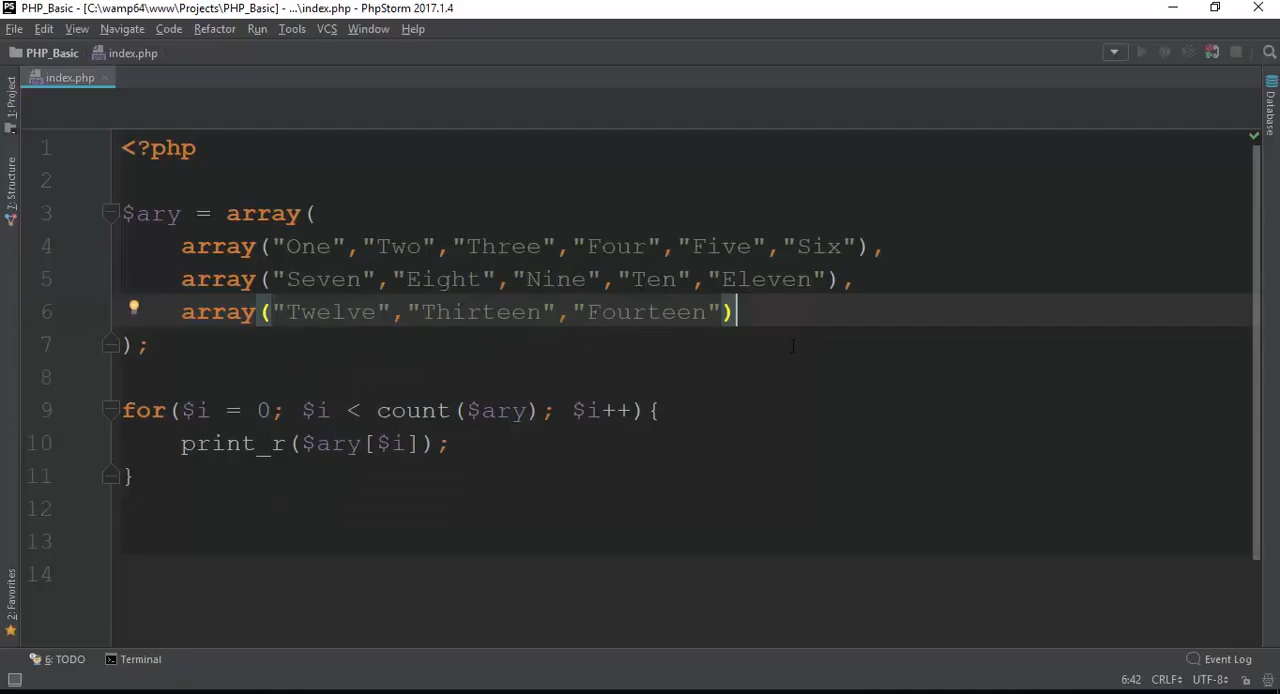 PS PHP_Basic - [C:\wamp64\www\Projects\PHP_Basic] - ...\index.php - PhpStorm 2017.1.4
File Edit View Navigate Code Refactor Run Tools VCS Window Help
PHP_Basic index.php
index.php
1: Project
7: Structure
2: Favorites
Database
1 <?php
2
3 $ary = array(
4     array("One","Two","Three","Four","Five","Six"),
5     array("Seven","Eight","Nine","Ten","Eleven"),
6     array("Twelve","Thirteen","Fourteen")
7 );
8
9 for($i = 0; $i < count($ary); $i++){
10     print_r($ary[$i]);
11 }
12
13
14
6: TODO Terminal Event Log
6:42 CRLF UTF-8